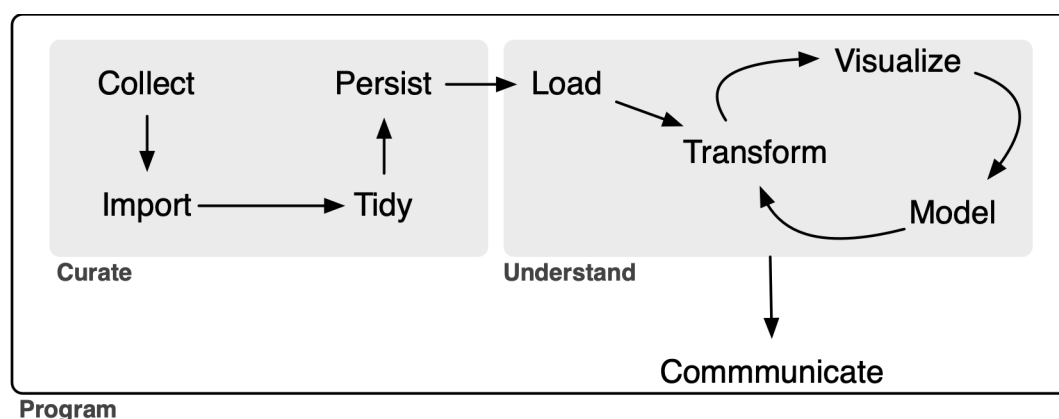 Collect
Persist
Load
Visualize
Transform
Import
Tidy
Model
Curate
Understand
Commmunicate
Program